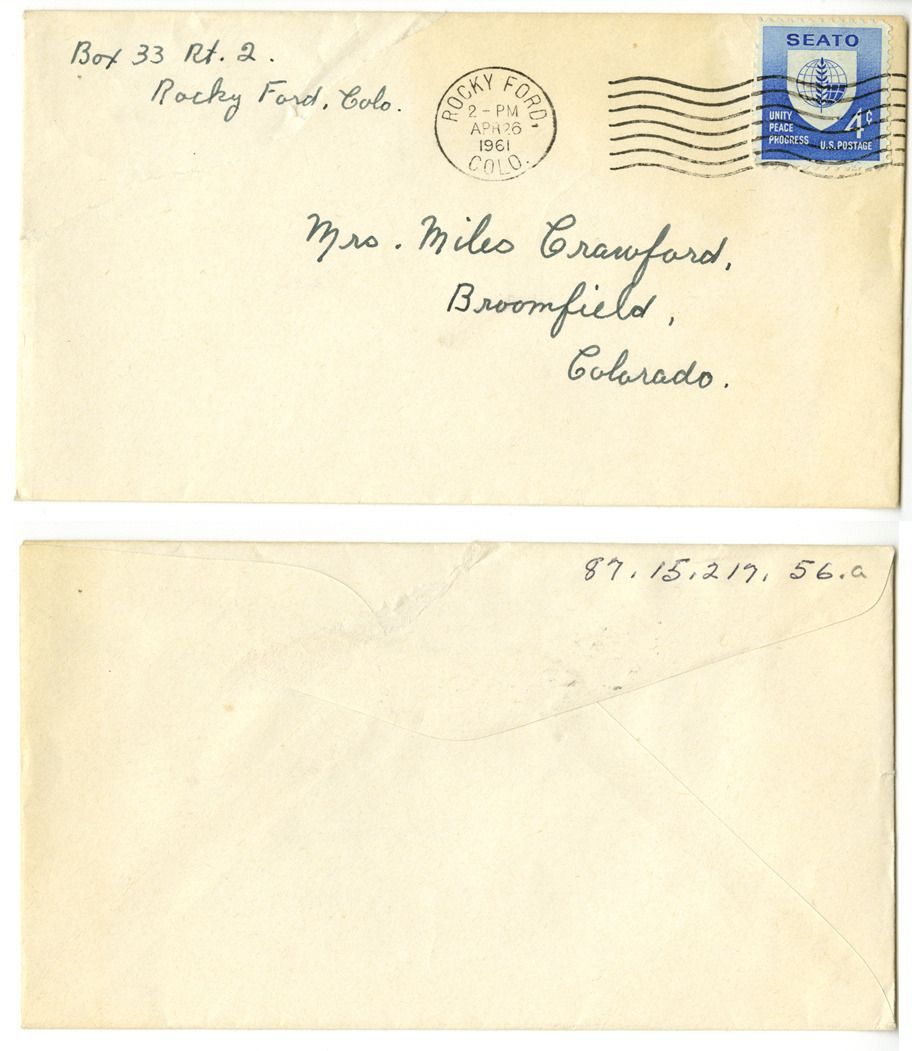 Box 33 Rt. 2.
Rocky Ford, Colo.
ROCKY FORD,
2-PM
APR 26
1961
COLO.
SEATO
UNITY
PEACE
PROGRESS
4¢
U.S. POSTAGE
Mrs. Miles Crawford,
Broomfield,
Colorado.
87.15.217.56.a